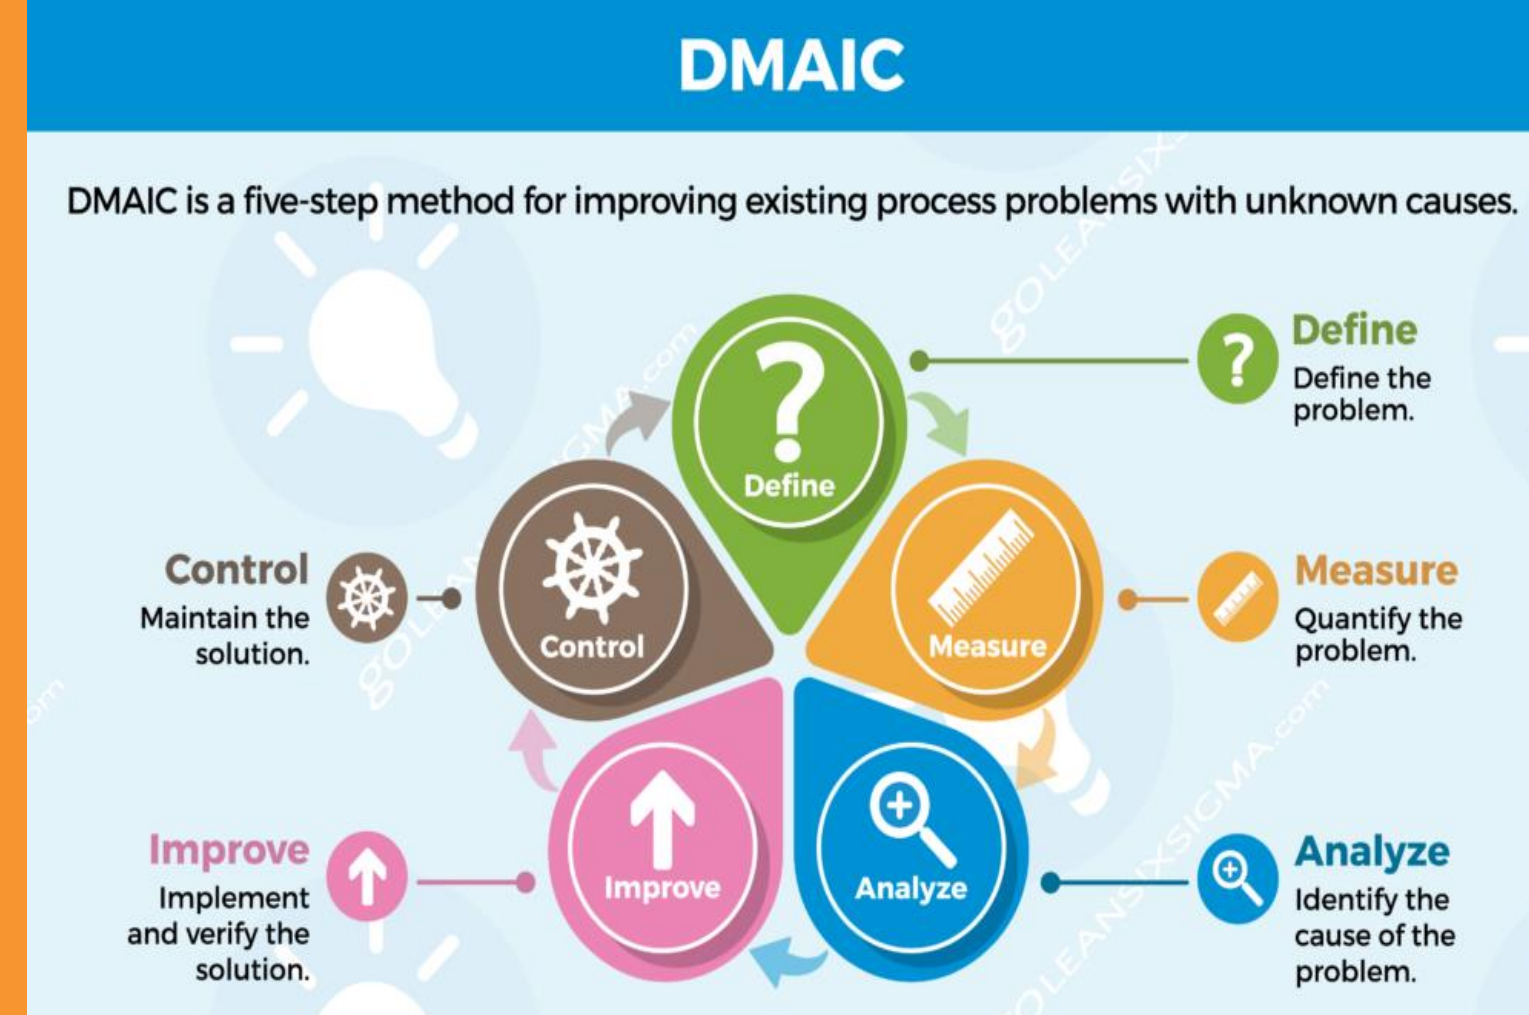 DMAIC
DMAIC is a five-step method for improving existing process problems with unknown causes.
Define
Define
Define the
problem.
Control
Measure
Control
Maintain the
solution.
Measure
Quantify the
problem.
Improve
Analyze
Improve
Implement
and verify the
solution.
Analyze
Identify the
cause of the
problem.
goLEANSIXSIGMA.com